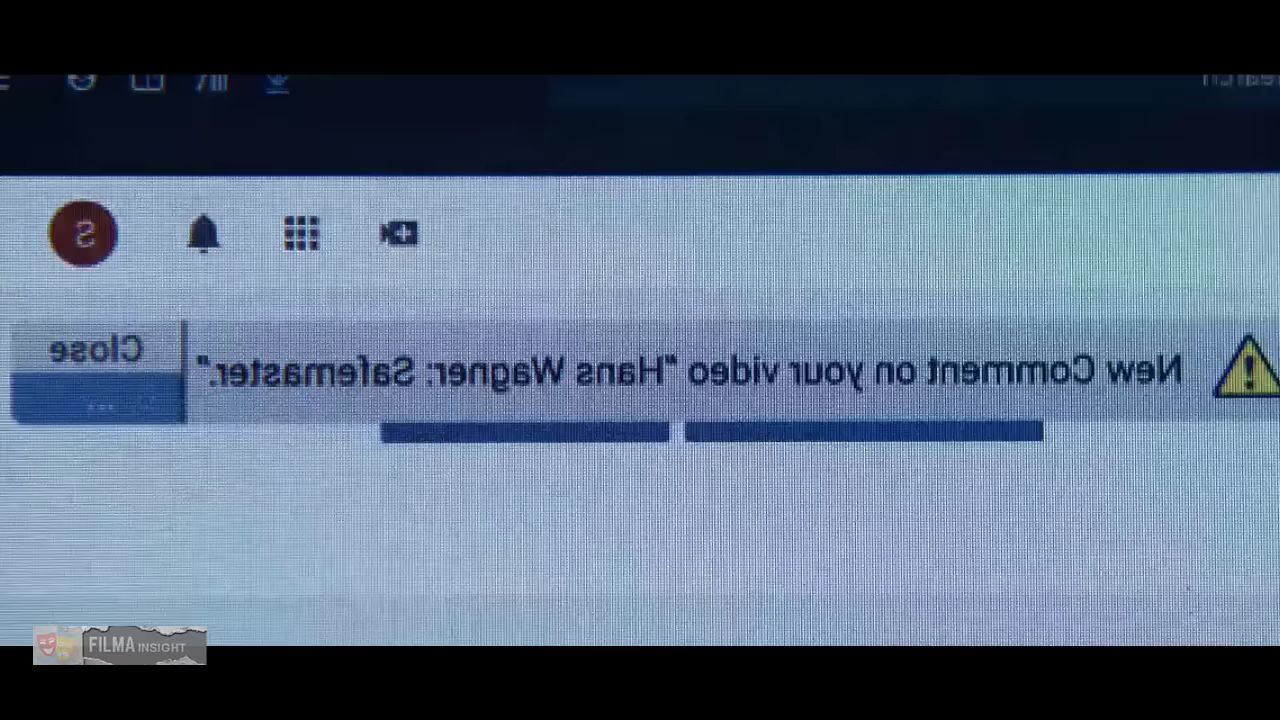 S
New Comment on your video "Hans Wagner: Safemaster."
Close
FILMA INSIGHT